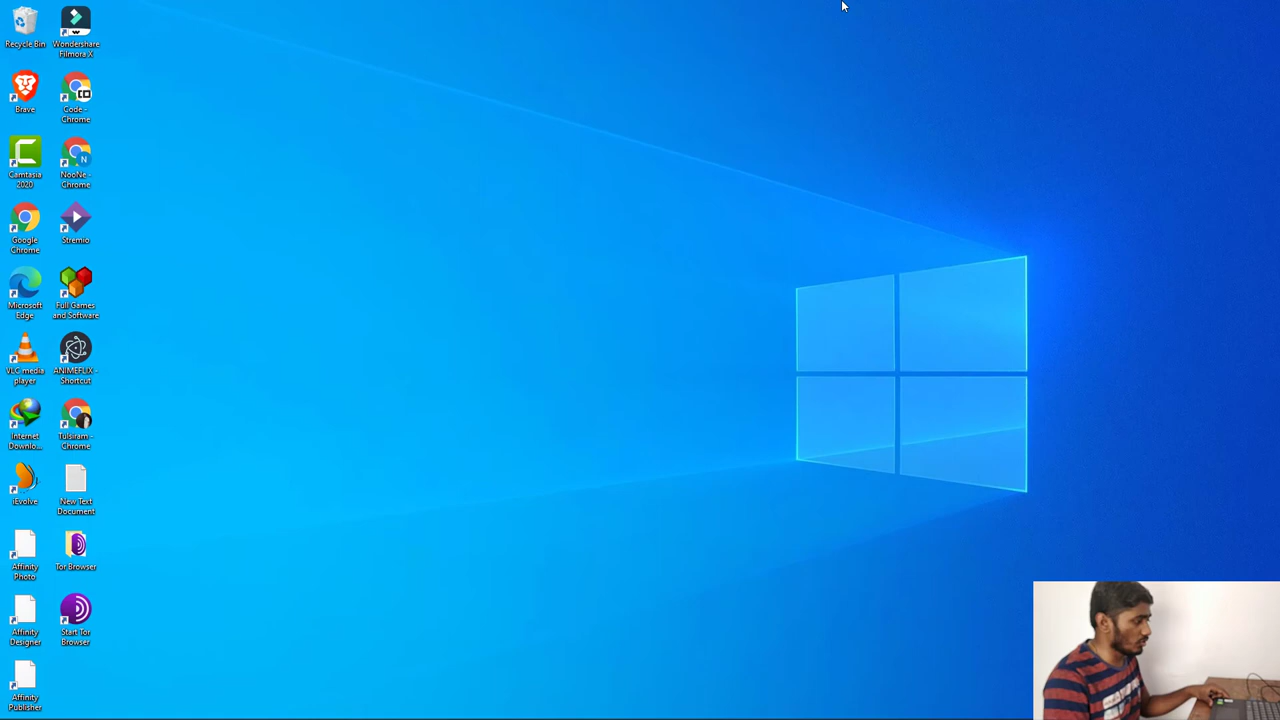 Recycle Bin
Wondershare
Filmora X
Brave
Code -
Chrome
Camtasia
2020
NooNe -
Chrome
Google
Chrome
Stremio
Microsoft
Edge
Full Games
and Software
VLC media
player
ANIMEFLIX -
Shortcut
Internet
Downlo...
Tulsiram -
Chrome
iEvolve
New Text
Document
Affinity
Photo
Tor Browser
Affinity
Designer
Start Tor
Browser
Affinity
Publisher